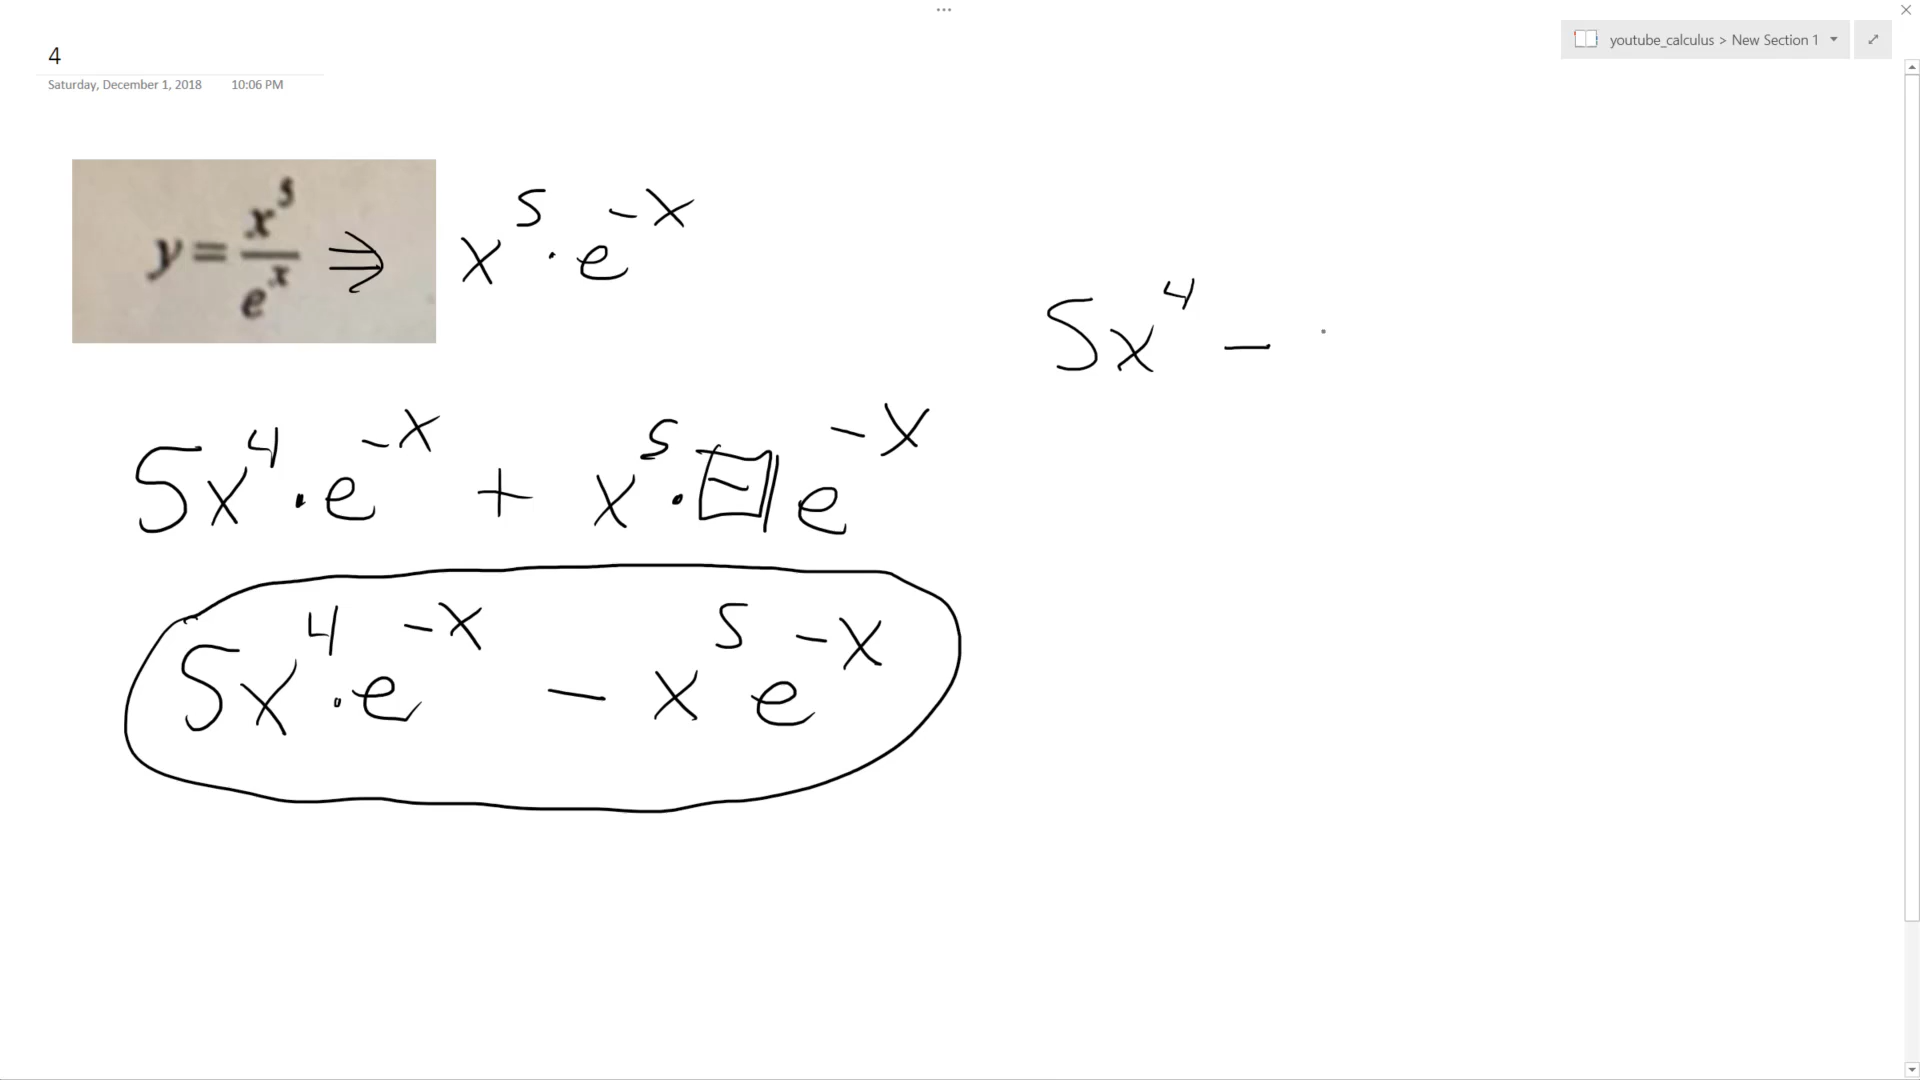 youtube_calculus > New Section 1
4
Saturday, December 1, 2018 10:06 PM
y = x^5/e^x ⇒ x^5 · e^-x
5x^4 -
5x^4 · e^-x + x^5 · [-1] e^-x
5x^4 · e^-x - x^5 e^-x